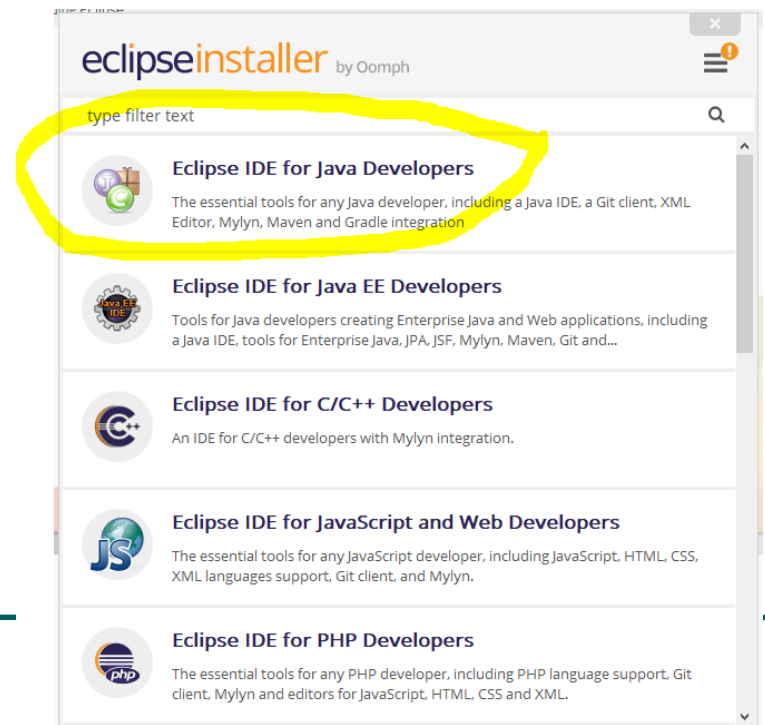 eclipseinstaller by Oomph
type filter text
Eclipse IDE for Java Developers
The essential tools for any Java developer, including a Java IDE, a Git client, XML
Editor, Mylyn, Maven and Gradle integration
Eclipse IDE for Java EE Developers
Java EE
IDE
Tools for Java developers creating Enterprise Java and Web applications, including
a Java IDE, tools for Enterprise Java, JPA, JSF, Mylyn, Maven, Git and...
Eclipse IDE for C/C++ Developers
C++
An IDE for C/C++ developers with Mylyn integration.
Eclipse IDE for JavaScript and Web Developers
JS
The essential tools for any JavaScript developer, including JavaScript, HTML, CSS,
XML languages support, Git client, and Mylyn.
Eclipse IDE for PHP Developers
php
The essential tools for any PHP developer, including PHP language support, Git
client, Mylyn and editors for JavaScript, HTML, CSS and XML.